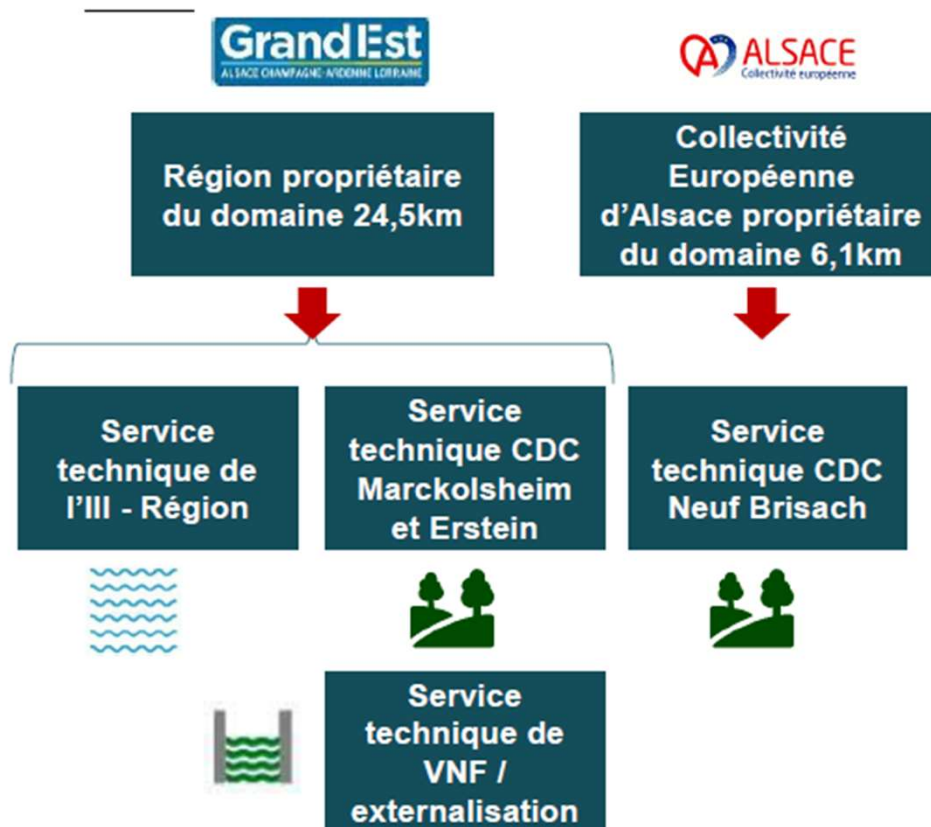 GrandEst
ALSACE CHAMPAGNE-ARDENNE LORRAINE
ALSACE
Collectivité européenne
Région propriétaire
du domaine 24,5km
Collectivité
Européenne
d'Alsace propriétaire
du domaine 6,1km
Service
technique de
l'Ill - Région
Service
technique CDC
Marckolsheim
et Erstein
Service
technique CDC
Neuf Brisach
Service
technique de
VNF /
externalisation